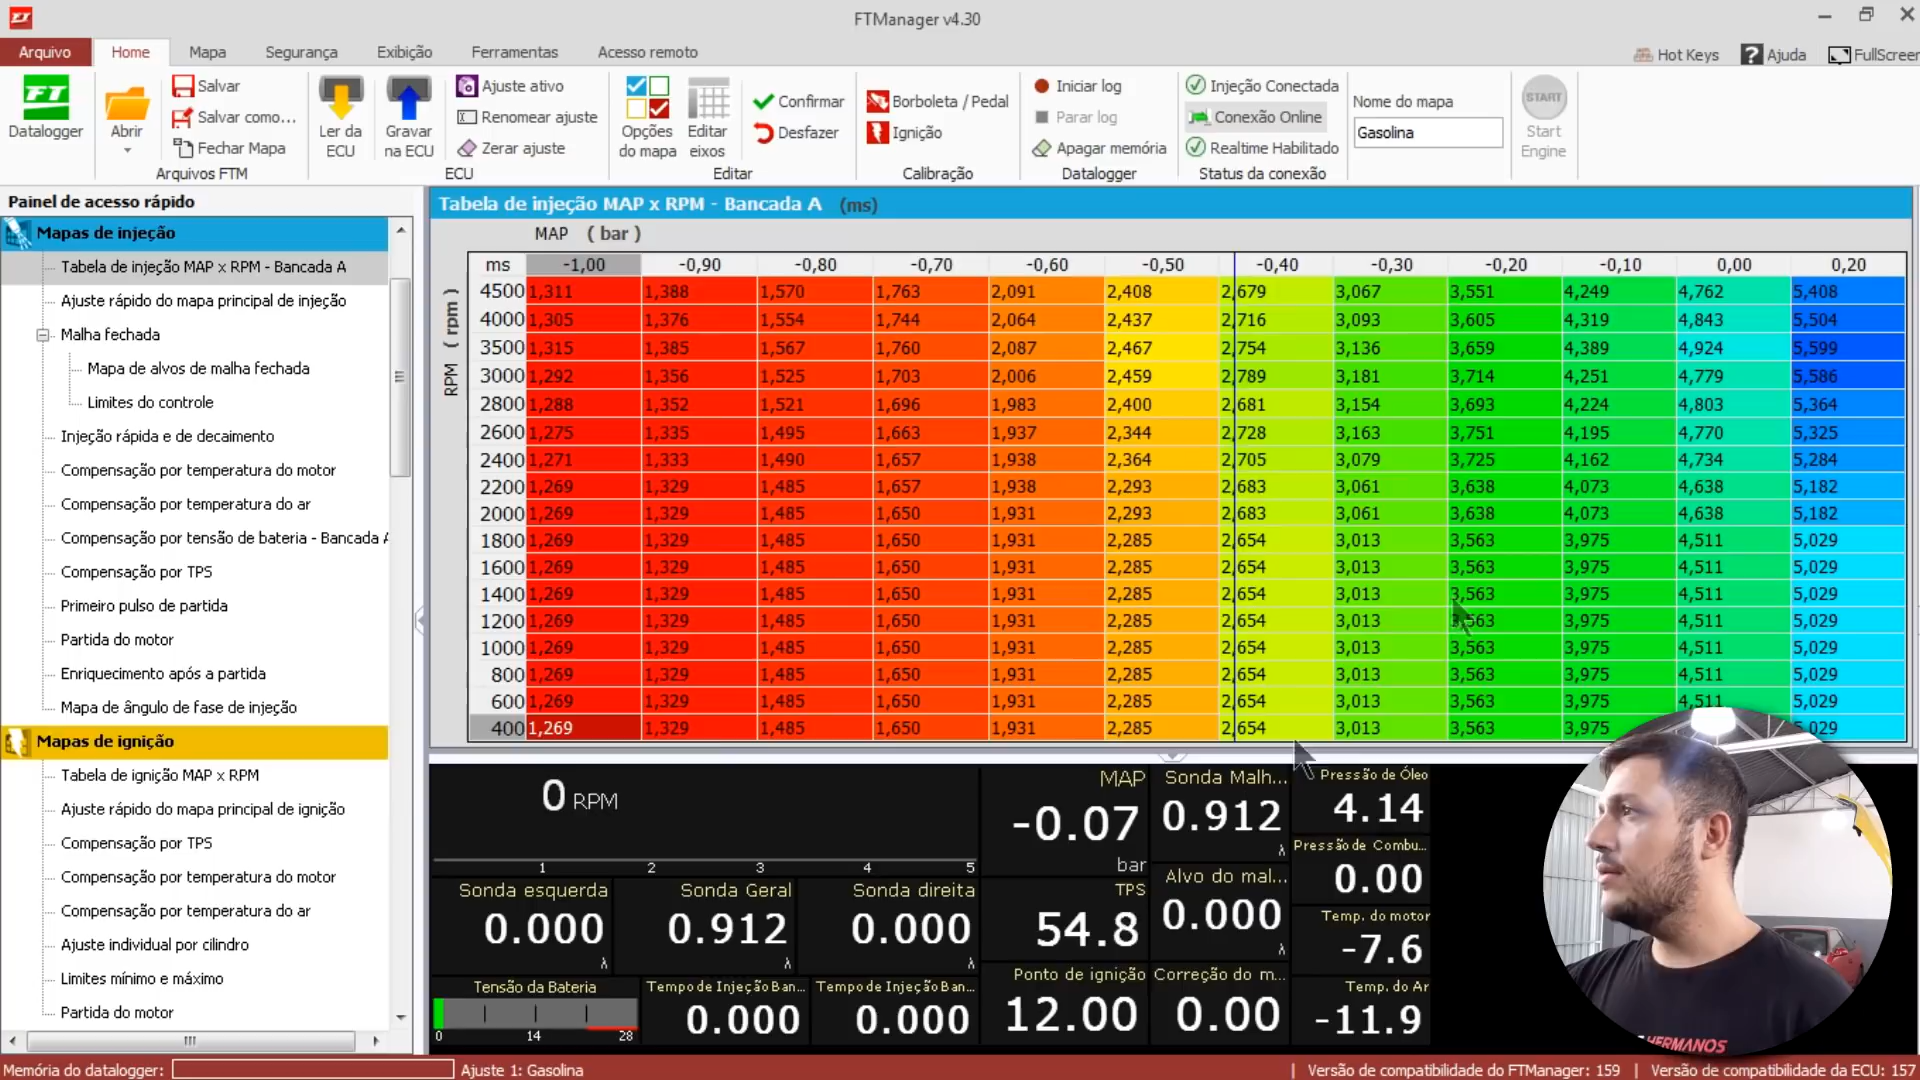 FTManager v4.30
Arquivo Home Mapa Segurança Exibição Ferramentas Acesso remoto
Hot Keys ? Ajuda FullScreen
FT Datalogger
Abrir
Salvar
Salvar como...
Fechar Mapa
Arquivos FTM
Ler da ECU
Gravar na ECU
Ajuste ativo
Renomear ajuste
Zerar ajuste
ECU
Opções do mapa
Editar eixos
Confirmar
Desfazer
Editar
Borboleta / Pedal
Ignição
Calibração
Iniciar log
Parar log
Apagar memória
Datalogger
Injeção Conectada
Conexão Online
Realtime Habilitado
Status da conexão
Nome do mapa
Gasolina
START
Start Engine
Painel de acesso rápido
Mapas de injeção
Tabela de injeção MAP x RPM - Bancada A
Ajuste rápido do mapa principal de injeção
Malha fechada
Mapa de alvos de malha fechada
Limites do controle
Injeção rápida e de decaimento
Compensação por temperatura do motor
Compensação por temperatura do ar
Compensação por tensão de bateria - Bancada A
Compensação por TPS
Primeiro pulso de partida
Partida do motor
Enriquecimento após a partida
Mapa de ângulo de fase de injeção
Mapas de ignição
Tabela de ignição MAP x RPM
Ajuste rápido do mapa principal de ignição
Compensação por TPS
Compensação por temperatura do motor
Compensação por temperatura do ar
Ajuste individual por cilindro
Limites mínimo e máximo
Partida do motor
Tabela de injeção MAP x RPM - Bancada A (ms)
MAP ( bar )
RPM ( rpm )
ms -1,00 -0,90 -0,80 -0,70 -0,60 -0,50 -0,40 -0,30 -0,20 -0,10 0,00 0,20
4500 1,311 1,388 1,570 1,763 2,091 2,408 2,679 3,067 3,551 4,249 4,762 5,408
4000 1,305 1,376 1,554 1,744 2,064 2,437 2,716 3,093 3,605 4,319 4,843 5,504
3500 1,315 1,385 1,567 1,760 2,087 2,467 2,754 3,136 3,659 4,389 4,924 5,599
3000 1,292 1,356 1,525 1,703 2,006 2,459 2,789 3,181 3,714 4,251 4,779 5,586
2800 1,288 1,352 1,521 1,696 1,983 2,400 2,681 3,154 3,693 4,224 4,803 5,364
2600 1,275 1,335 1,495 1,663 1,937 2,344 2,728 3,163 3,751 4,195 4,770 5,325
2400 1,271 1,333 1,490 1,657 1,938 2,364 2,705 3,079 3,725 4,162 4,734 5,284
2200 1,269 1,329 1,485 1,657 1,938 2,293 2,683 3,061 3,638 4,073 4,638 5,182
2000 1,269 1,329 1,485 1,650 1,931 2,293 2,683 3,061 3,638 4,073 4,638 5,182
1800 1,269 1,329 1,485 1,650 1,931 2,285 2,654 3,013 3,563 3,975 4,511 5,029
1600 1,269 1,329 1,485 1,650 1,931 2,285 2,654 3,013 3,563 3,975 4,511 5,029
1400 1,269 1,329 1,485 1,650 1,931 2,285 2,654 3,013 3,563 3,975 4,511 5,029
1200 1,269 1,329 1,485 1,650 1,931 2,285 2,654 3,013 3,563 3,975 4,511 5,029
1000 1,269 1,329 1,485 1,650 1,931 2,285 2,654 3,013 3,563 3,975 4,511 5,029
800 1,269 1,329 1,485 1,650 1,931 2,285 2,654 3,013 3,563 3,975 4,511 5,029
600 1,269 1,329 1,485 1,650 1,931 2,285 2,654 3,013 3,563 3,975 4,511 5,029
400 1,269 1,329 1,485 1,650 1,931 2,285 2,654 3,013 3,563 3,975 029
0 RPM
1 2 3 4 5
MAP
-0.07
bar
Sonda Malh...
0.912
λ
Pressão de Óleo
4.14
Pressão de Combu...
0.00
Sonda esquerda
0.000
λ
Sonda Geral
0.912
λ
Sonda direita
0.000
λ
TPS
54.8
Alvo do mal...
0.000
λ
Temp. do motor
-7.6
Tensão da Bateria
0 14 28
Tempo de Injeção Ban...
0.000
Tempo de Injeção Ban...
0.000
Ponto de ignição
12.00
Correção do m...
0.00
Temp. do Ar
-11.9
HERMANOS
Memória do datalogger: Ajuste 1: Gasolina | Versão de compatibilidade do FTManager: 159 | Versão de compatibilidade da ECU: 157